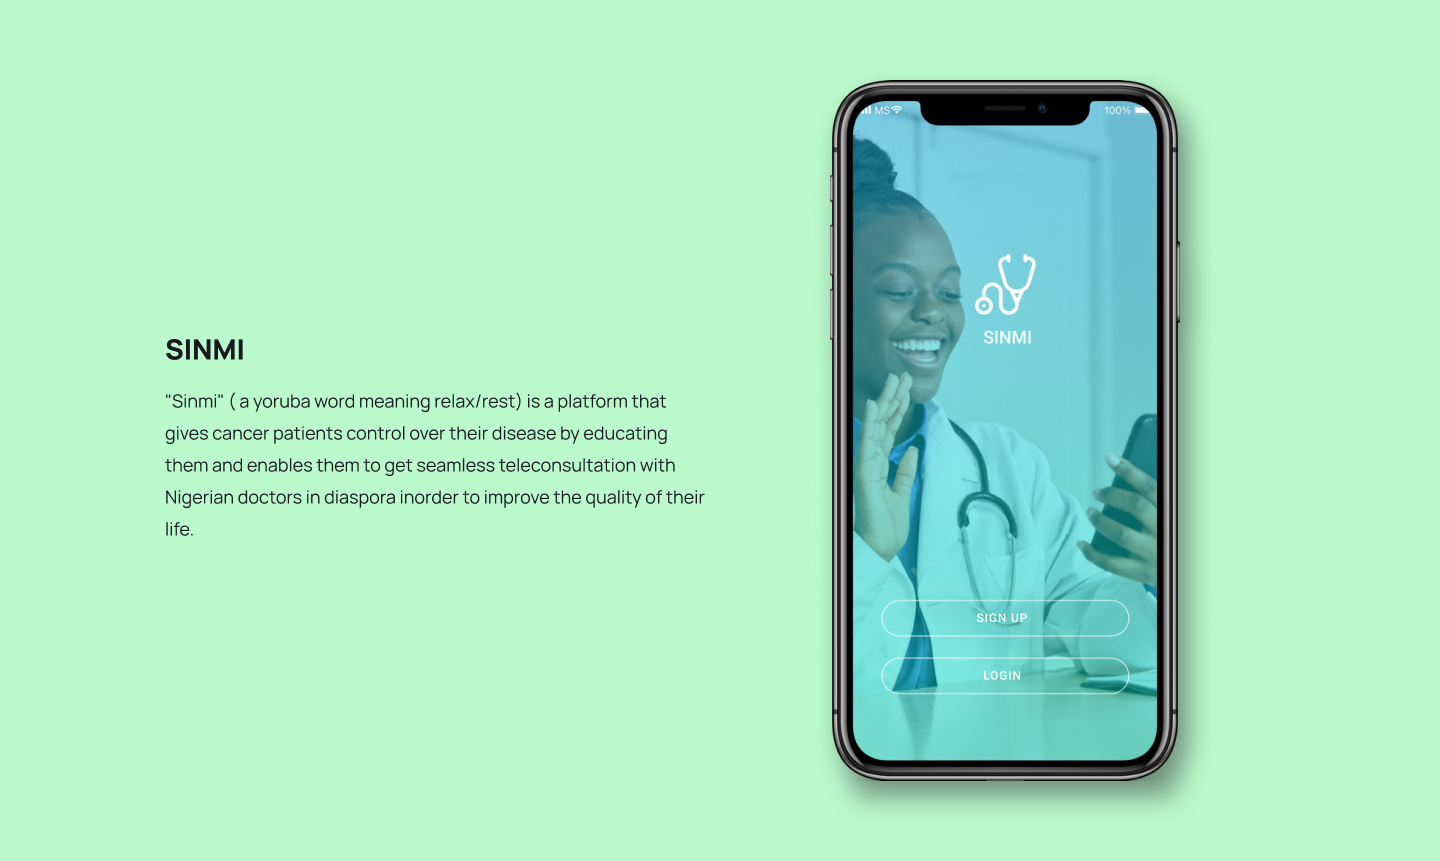 SINMI
"Sinmi" ( a yoruba word meaning relax/rest) is a platform that
gives cancer patients control over their disease by educating
them and enables them to get seamless teleconsultation with
Nigerian doctors in diaspora inorder to improve the quality of their
life.
MS 100%
SINMI
SIGN UP
LOGIN